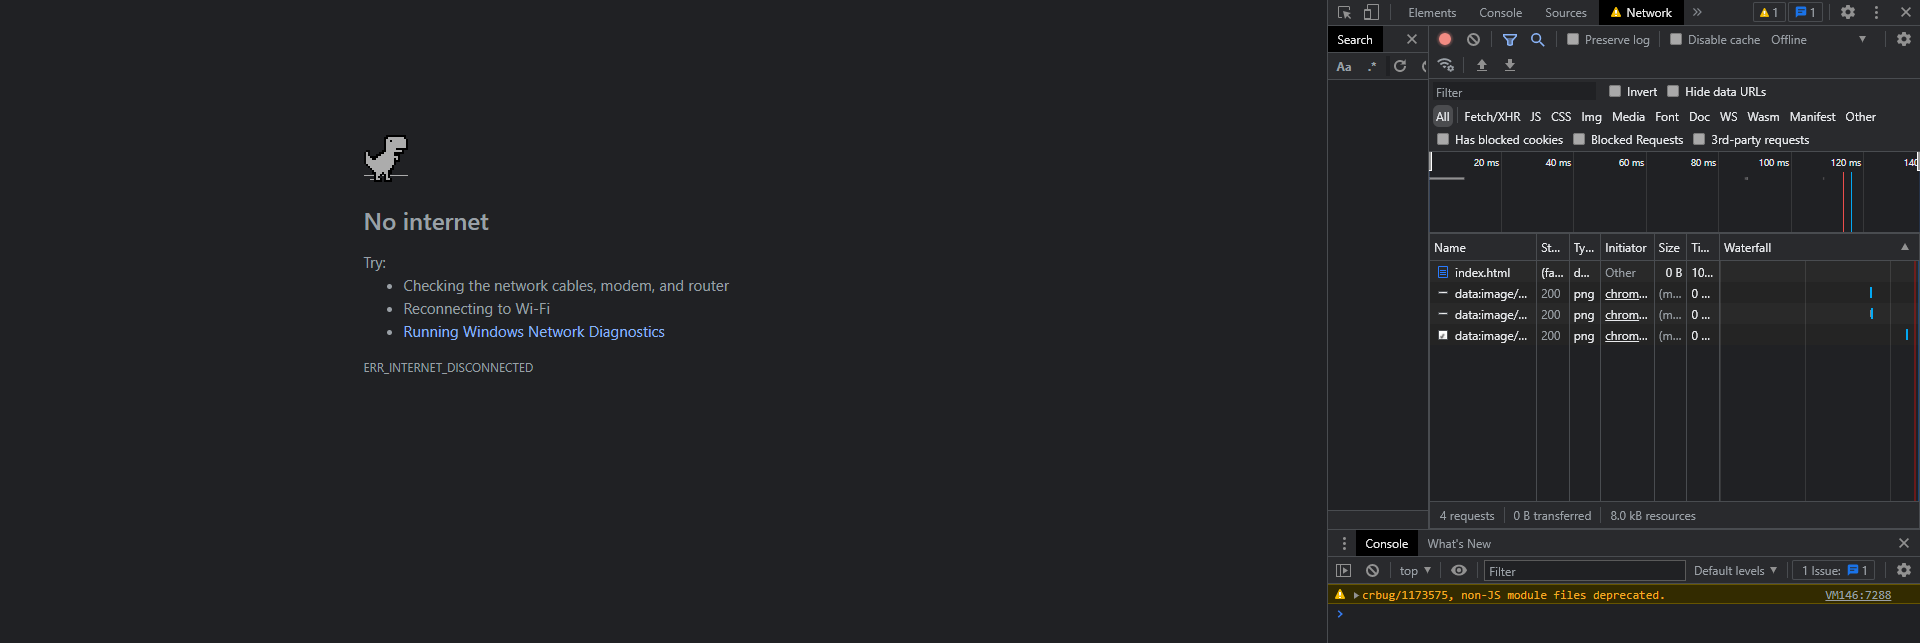 No internet
Try:
Checking the network cables, modem, and router
Reconnecting to Wi-Fi
Running Windows Network Diagnostics
ERR_INTERNET_DISCONNECTED
Elements Console Sources Network 1 1
Search
Aa .*
Preserve log Disable cache Offline
Filter Invert Hide data URLs
All Fetch/XHR JS CSS Img Media Font Doc WS Wasm Manifest Other
Has blocked cookies Blocked Requests 3rd-party requests
20 ms 40 ms 60 ms 80 ms 100 ms 120 ms 140
Name St... Ty... Initiator Size Ti... Waterfall
index.html (fa... d... Other 0 B 10...
data:image/... 200 png chrom... (m... 0 ...
data:image/... 200 png chrom... (m... 0 ...
data:image/... 200 png chrom... (m... 0 ...
4 requests 0 B transferred 8.0 kB resources
Console What's New
top Filter Default levels 1 Issue: 1
crbug/1173575, non-JS module files deprecated. VM146:7288